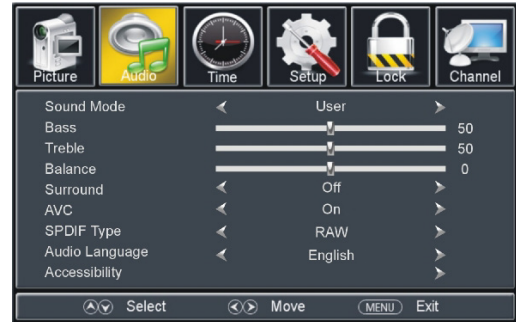 Picture Audio Time Setup Lock Channel
Sound Mode User
Bass 50
Treble 50
Balance 0
Surround Off
AVC On
SPDIF Type RAW
Audio Language English
Accessibility
Select Move MENU Exit